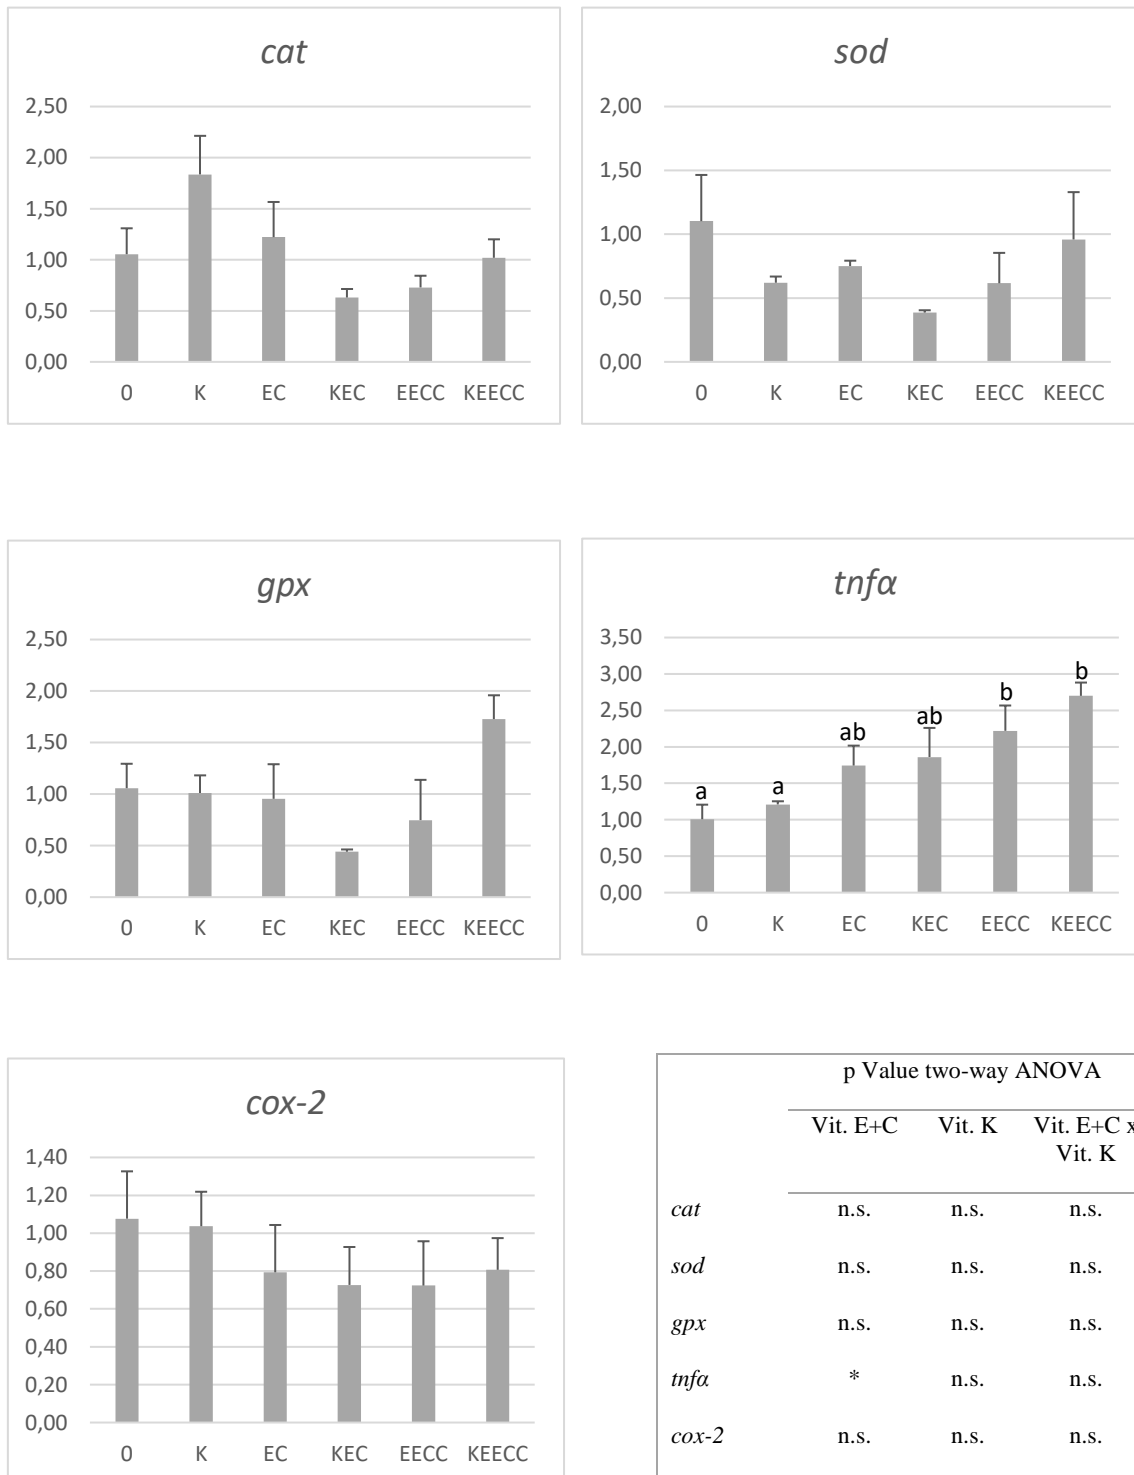 cat
2,50
2,00
1,50
1,00
0,50
0,00
0 K EC KEC EECC KEECC
sod
2,00
1,50
1,00
0,50
0,00
0 K EC KEC EECC KEECC
gpx
2,50
2,00
1,50
1,00
0,50
0,00
0 K EC KEC EECC KEECC
tnfα
3,50
3,00
2,50
2,00
1,50
1,00
0,50
0,00
a a ab ab b b
0 K EC KEC EECC KEECC
cox-2
1,40
1,20
1,00
0,80
0,60
0,40
0,20
0,00
0 K EC KEC EECC KEECC
p Value two-way ANOVA
Vit. E+C Vit. K Vit. E+C x
Vit. K
cat n.s. n.s. n.s.
sod n.s. n.s. n.s.
gpx n.s. n.s. n.s.
tnfα * n.s. n.s.
cox-2 n.s. n.s. n.s.